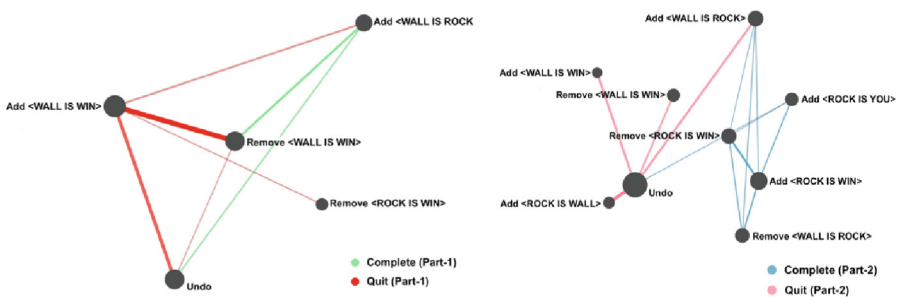 Add <WALL IS ROCK
Add <WALL IS WIN>
Remove <WALL IS WIN>
Remove <ROCK IS WIN>
Undo
Complete (Part-1)
Quit (Part-1)
Add <WALL IS ROCK>
Add <WALL IS WIN>
Remove <WALL IS WIN>
Add <ROCK IS YOU>
Remove <ROCK IS WIN>
Add <ROCK IS WIN>
Undo
Add <ROCK IS WALL>
Remove <WALL IS ROCK>
Complete (Part-2)
Quit (Part-2)